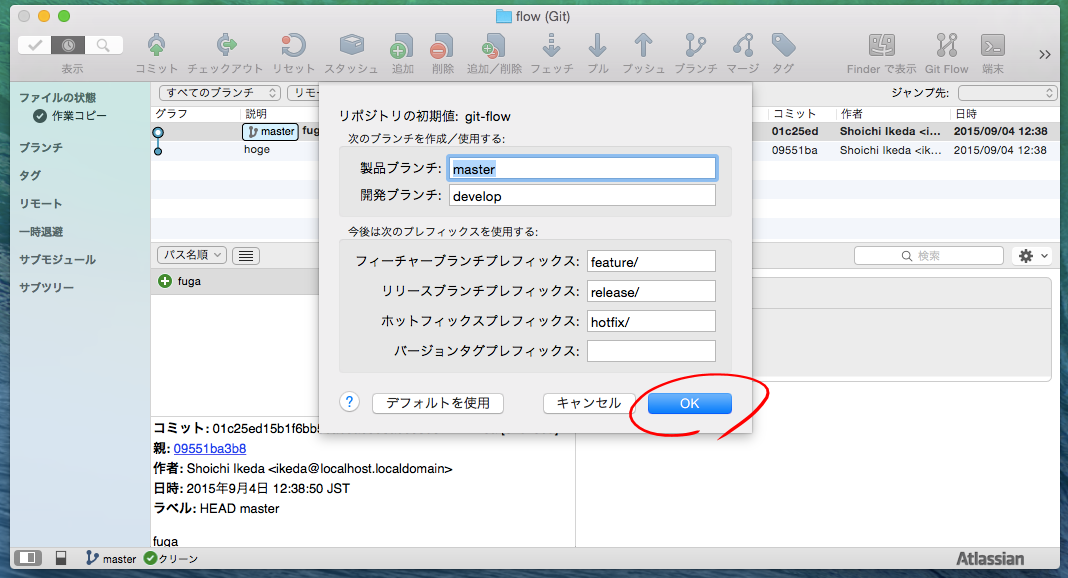 flow (Git)
表示
コミット
チェックアウト
リセット
スタッシュ
追加
削除
追加／削除
フェッチ
プル
プッシュ
ブランチ
マージ
タグ
Finder で表示
Git Flow
端末
ファイルの状態
作業コピー
ブランチ
タグ
リモート
一時退避
サブモジュール
サブツリー
すべてのブランチ
リモー
ジャンプ先:
グラフ
説明
コミット
作者
日時
master
fug
01c25ed
Shoichi Ikeda <i...
2015/09/04 12:38
hoge
09551ba
Shoichi Ikeda <ik...
2015/09/04 12:38
リポジトリの初期値: git-flow
次のブランチを作成／使用する:
製品ブランチ: master
開発ブランチ: develop
今後は次のプレフィックスを使用する:
フィーチャーブランチプレフィックス: feature/
リリースブランチプレフィックス: release/
ホットフィックスプレフィックス: hotfix/
バージョンタグプレフィックス:
?
デフォルトを使用
キャンセル
OK
パス名順
検索
fuga
コミット: 01c25ed15b1f6bb
親: 09551ba3b8
作者: Shoichi Ikeda <ikeda@localhost.localdomain>
日時: 2015年9月4日 12:38:50 JST
ラベル: HEAD master
fuga
master
クリーン
Atlassian